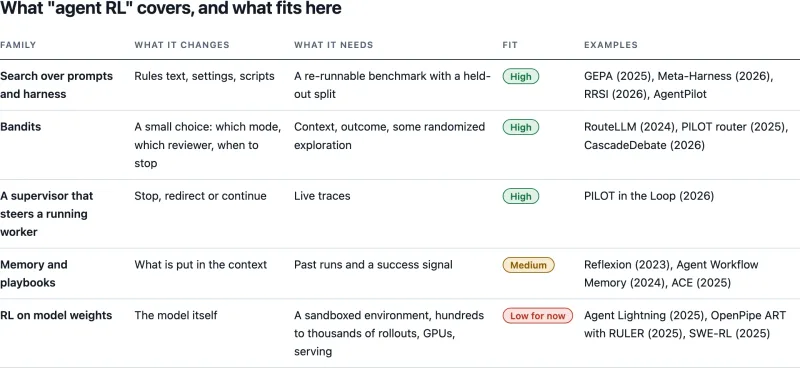 What "agent RL" covers, and what fits here
FAMILY WHAT IT CHANGES WHAT IT NEEDS FIT EXAMPLES
Search over prompts and harness
Rules text, settings, scripts
A re-runnable benchmark with a held-
out split
High
GEPA (2025), Meta-Harness (2026),
RRSI (2026), AgentPilot
Bandits
A small choice: which mode,
which reviewer, when to
stop
Context, outcome, some randomized
exploration
High
RouteLLM (2024), PILOT router (2025),
CascadeDebate (2026)
A supervisor that
steers a running
worker
Stop, redirect or continue
Live traces
High
PILOT in the Loop (2026)
Memory and
playbooks
What is put in the context
Past runs and a success signal
Medium
Reflexion (2023), Agent Workflow
Memory (2024), ACE (2025)
RL on model weights
The model itself
A sandboxed environment, hundreds
to thousands of rollouts, GPUs,
serving
Low for now
Agent Lightning (2025), OpenPipe ART
with RULER (2025), SWE-RL (2025)